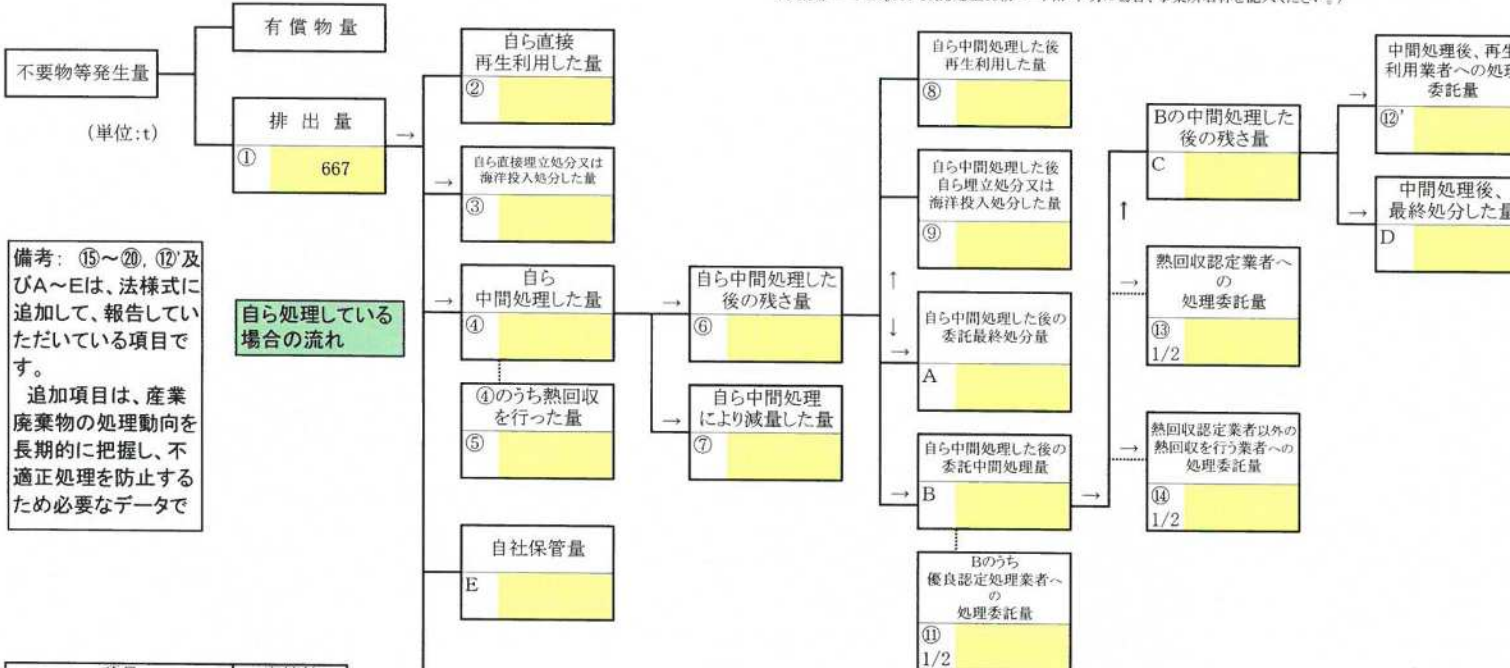 不要物等発生量
(単位:t)
有償物量
排出量
①
667
→
備考: ⑮～⑳, ⑫'及
びA～Eは、法様式に
追加して、報告してい
ただいている項目で
す。
追加項目は、産業
廃棄物の処理動向を
長期的に把握し、不
適正処理を防止する
ため必要なデータで
自ら処理している
場合の流れ
自ら直接
再生利用した量
②
→
自ら直接埋立処分又は
海洋投入処分した量
③
→
自ら
中間処理した量
④
④のうち熱回収
を行った量
⑤
自社保管量
E
→
自ら中間処理した
後の残さ量
⑥
→
自ら中間処理
により減量した量
⑦
自ら中間処理した後
再生利用した量
⑧
自ら中間処理した後
自ら埋立処分又は
海洋投入処分した量
⑨
↑
↓
→
自ら中間処理した後の
委託最終処分量
A
自ら中間処理した後の
委託中間処理量
→
B
→
Bのうち
優良認定処理業者へ
の
処理委託量
⑪
1/2
Bの中間処理した
後の残さ量
C
↑
→
熱回収認定業者へ
の
処理委託量
⑬
1/2
→
熱回収認定業者以外の
熱回収を行う業者への
処理委託量
⑭
1/2
中間処理後、再生
利用業者への処理
委託量
→
⑫'
中間処理後、
最終処分した量
→
D